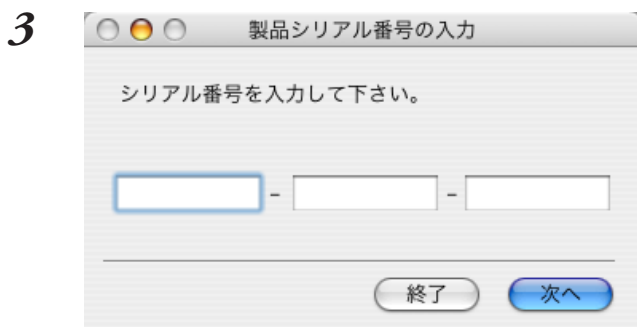 3
製品シリアル番号の入力
シリアル番号を入力して下さい。
- -
終了 次へ